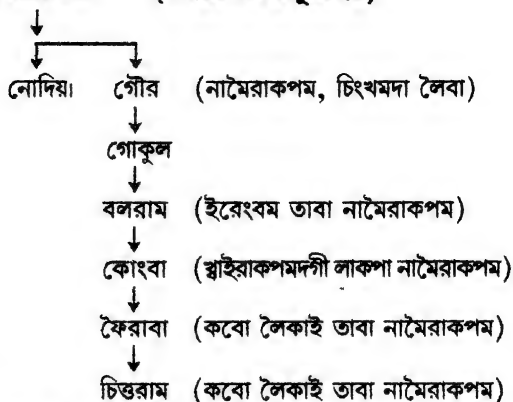 নোদিয়া গৌর (নামৈরাকপম, চিংখমদা লৈবা)
গোকুল
বলরাম (ইরেংবম তাবা নামৈরাকপম)
কোংবা (খ্বাইরাকপমদগী লাকপা নামৈরাকপম)
ফৈরাবা (কবো লৈকাই তাবা নামৈরাকপম)
চিত্তরাম (কবো লৈকাই তাবা নামৈরাকপম)